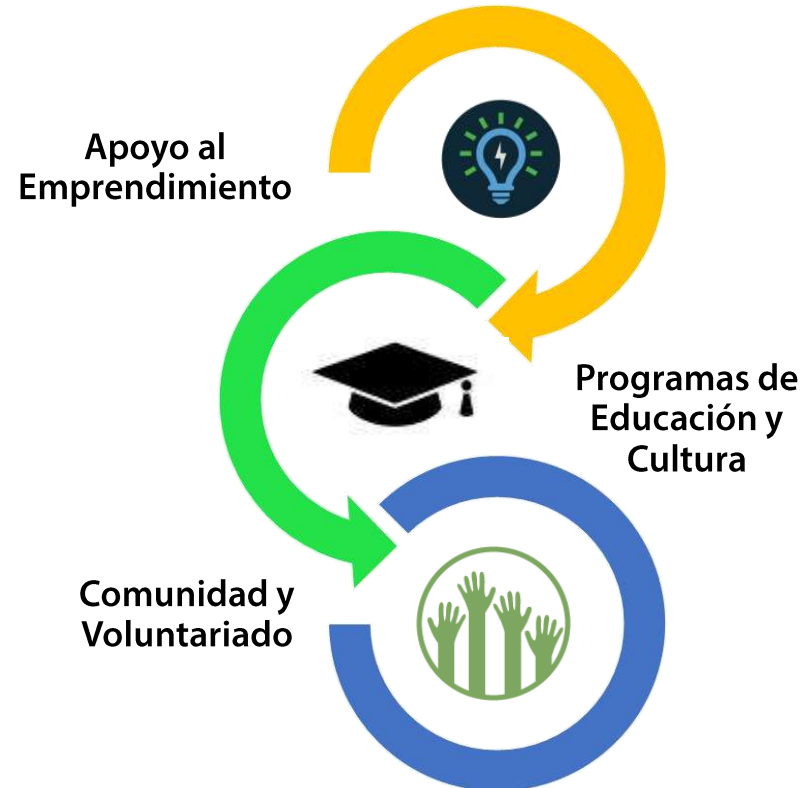 Apoyo al
Emprendimiento
Programas de
Educación y
Cultura
Comunidad y
Voluntariado